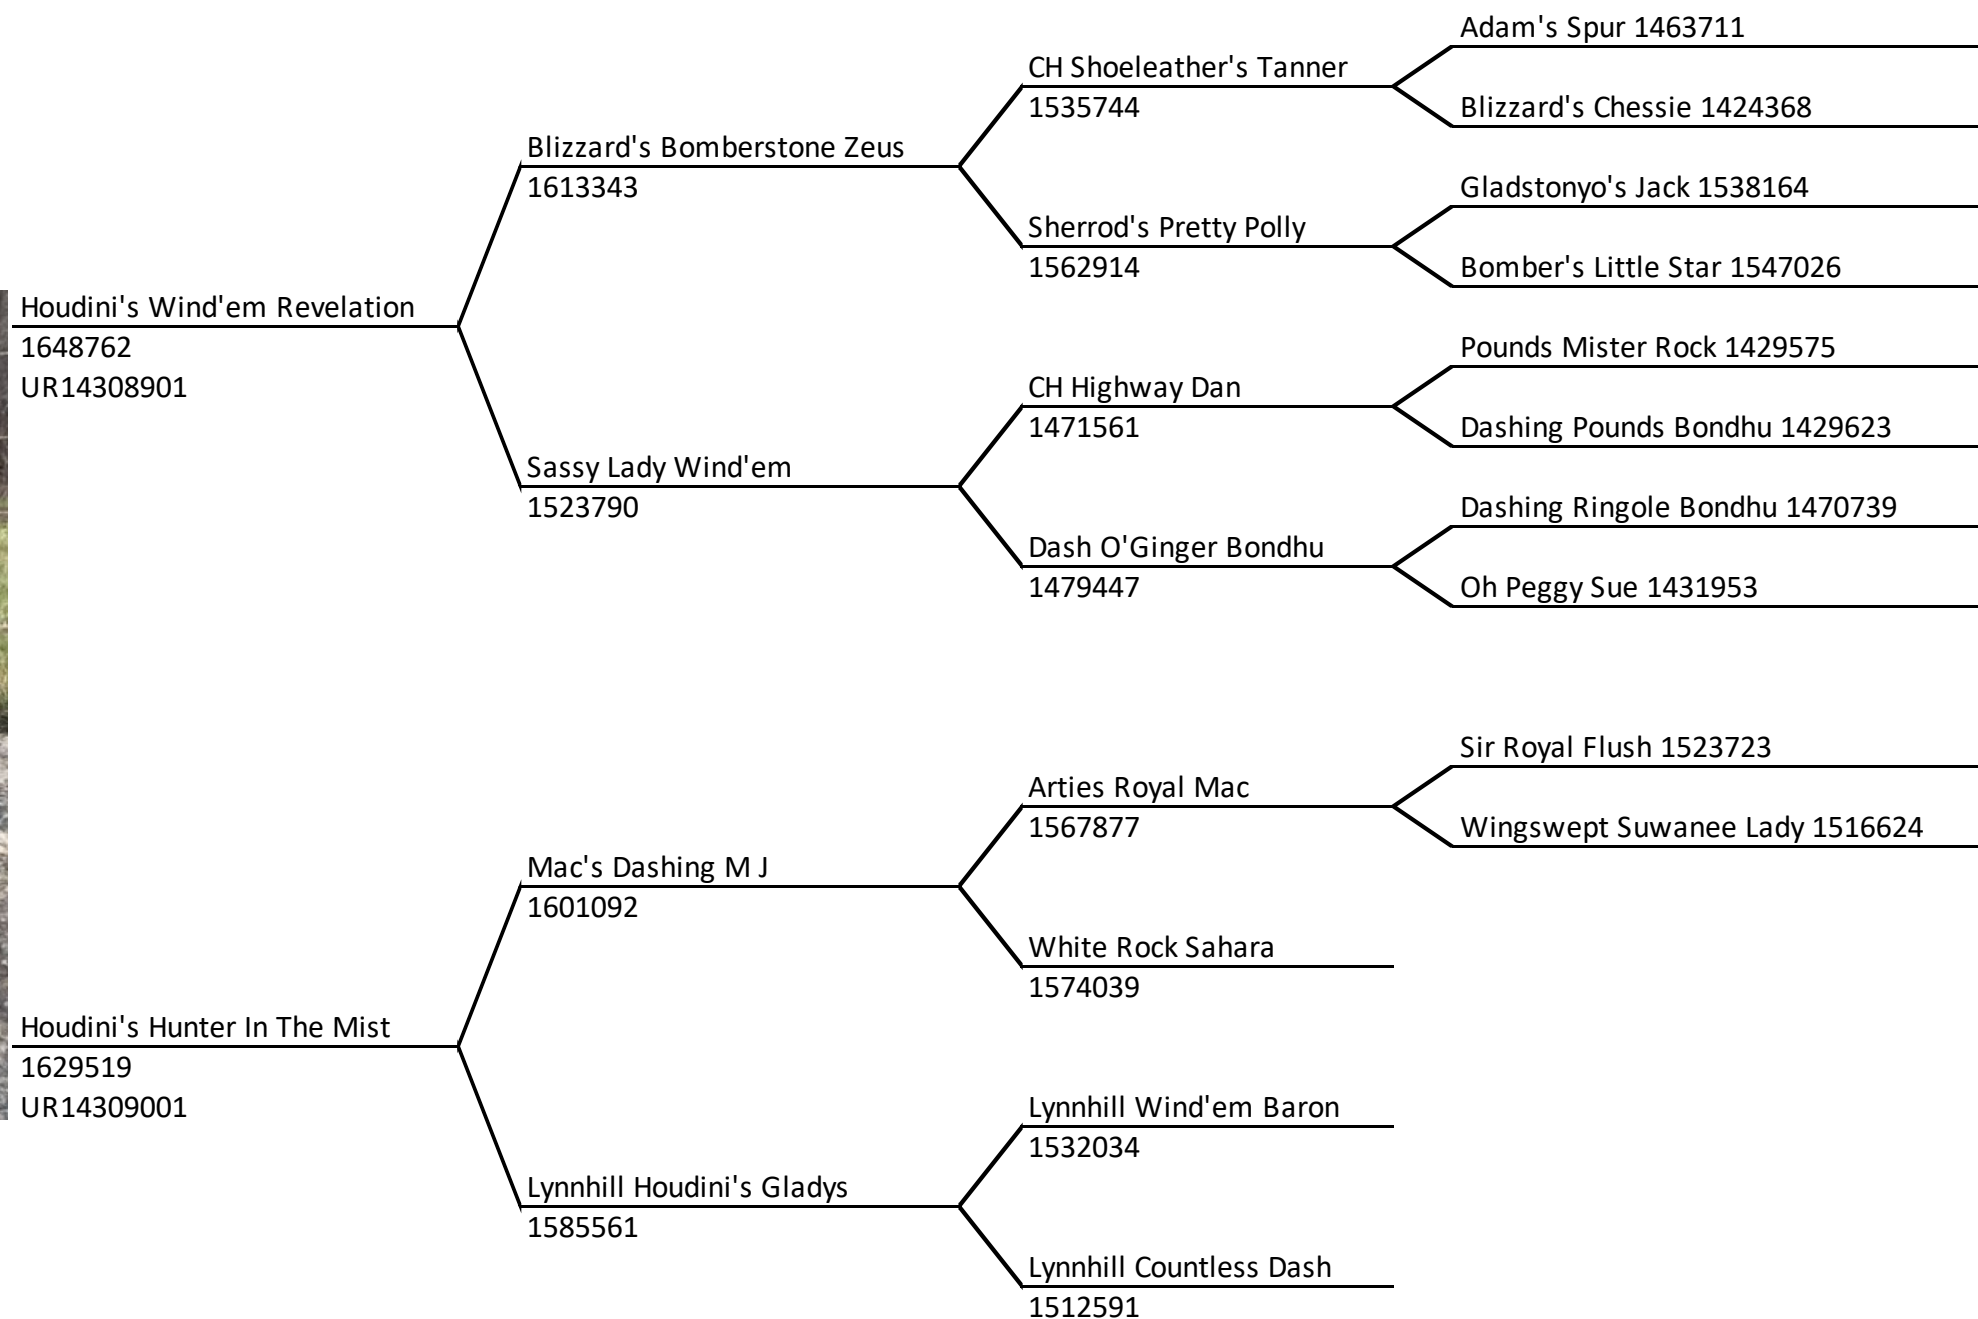 Adam's Spur 1463711
CH Shoeleather's Tanner
1535744
Blizzard's Chessie 1424368
Blizzard's Bomberstone Zeus
1613343
Gladstonyo's Jack 1538164
Sherrod's Pretty Polly
1562914
Bomber's Little Star 1547026
Houdini's Wind'em Revelation
1648762
UR14308901
Pounds Mister Rock 1429575
CH Highway Dan
1471561
Dashing Pounds Bondhu 1429623
Sassy Lady Wind'em
1523790
Dashing Ringole Bondhu 1470739
Dash O'Ginger Bondhu
1479447
Oh Peggy Sue 1431953
Sir Royal Flush 1523723
Arties Royal Mac
1567877
Wingswept Suwanee Lady 1516624
Mac's Dashing M J
1601092
White Rock Sahara
1574039
Houdini's Hunter In The Mist
1629519
UR14309001
Lynnhill Wind'em Baron
1532034
Lynnhill Houdini's Gladys
1585561
Lynnhill Countless Dash
1512591